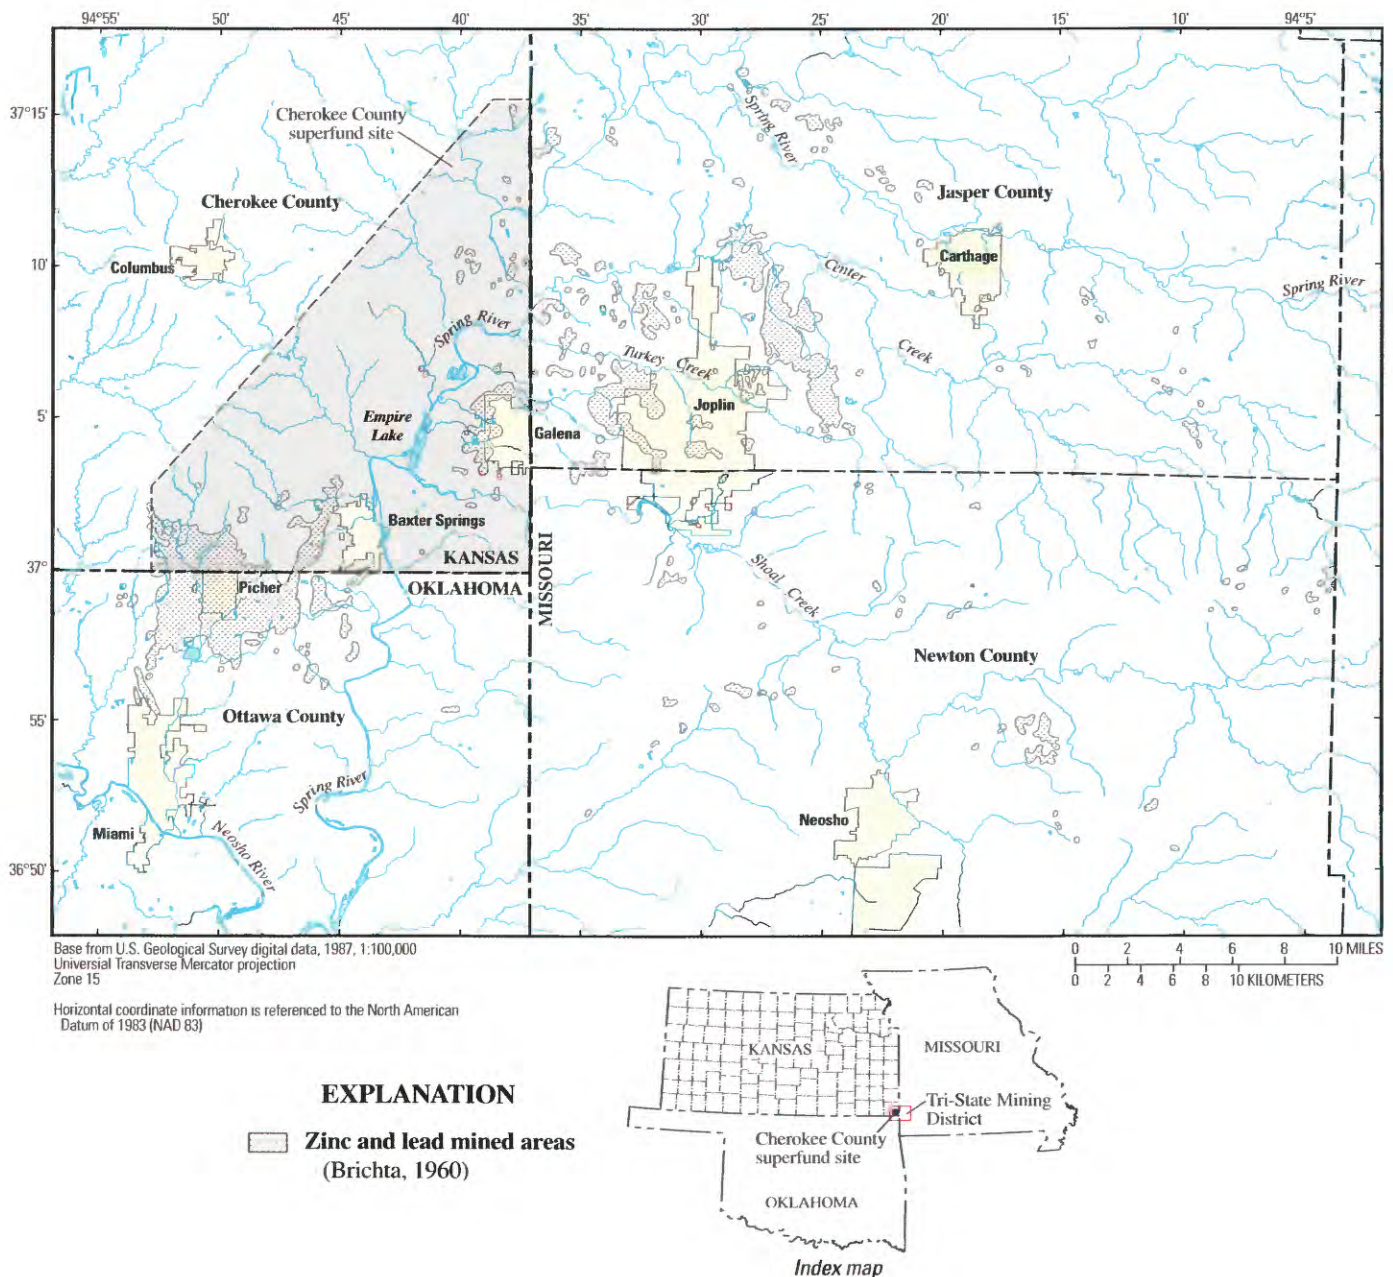 94°55' 50' 45' 40' 35' 30' 25' 20' 15' 10' 94°5'
37°15'
Cherokee County
superfund site
Spring River
Cherokee County
Jasper County
Columbus
10'
Center
Carthage
Spring River
Spring River
Turkey Creek
Creek
Empire
Lake
5'
Joplin
Galena
Baxter Springs
KANSAS
37°
OKLAHOMA
MISSOURI
Picher
Shoal Creek
Newton County
Ottawa County
55'
Spring River
Neosho
Miami
Neosho River
36°50'
Base from U.S. Geological Survey digital data, 1987, 1:100,000
Universial Transverse Mercator projection
Zone 15
0 2 4 6 8 10 MILES
0 2 4 6 8 10 KILOMETERS
Horizontal coordinate information is referenced to the North American
Datum of 1983 (NAD 83)
KANSAS
MISSOURI
EXPLANATION
Tri-State Mining
District
Zinc and lead mined areas
(Brichta, 1960)
Cherokee County
superfund site
OKLAHOMA
Index map